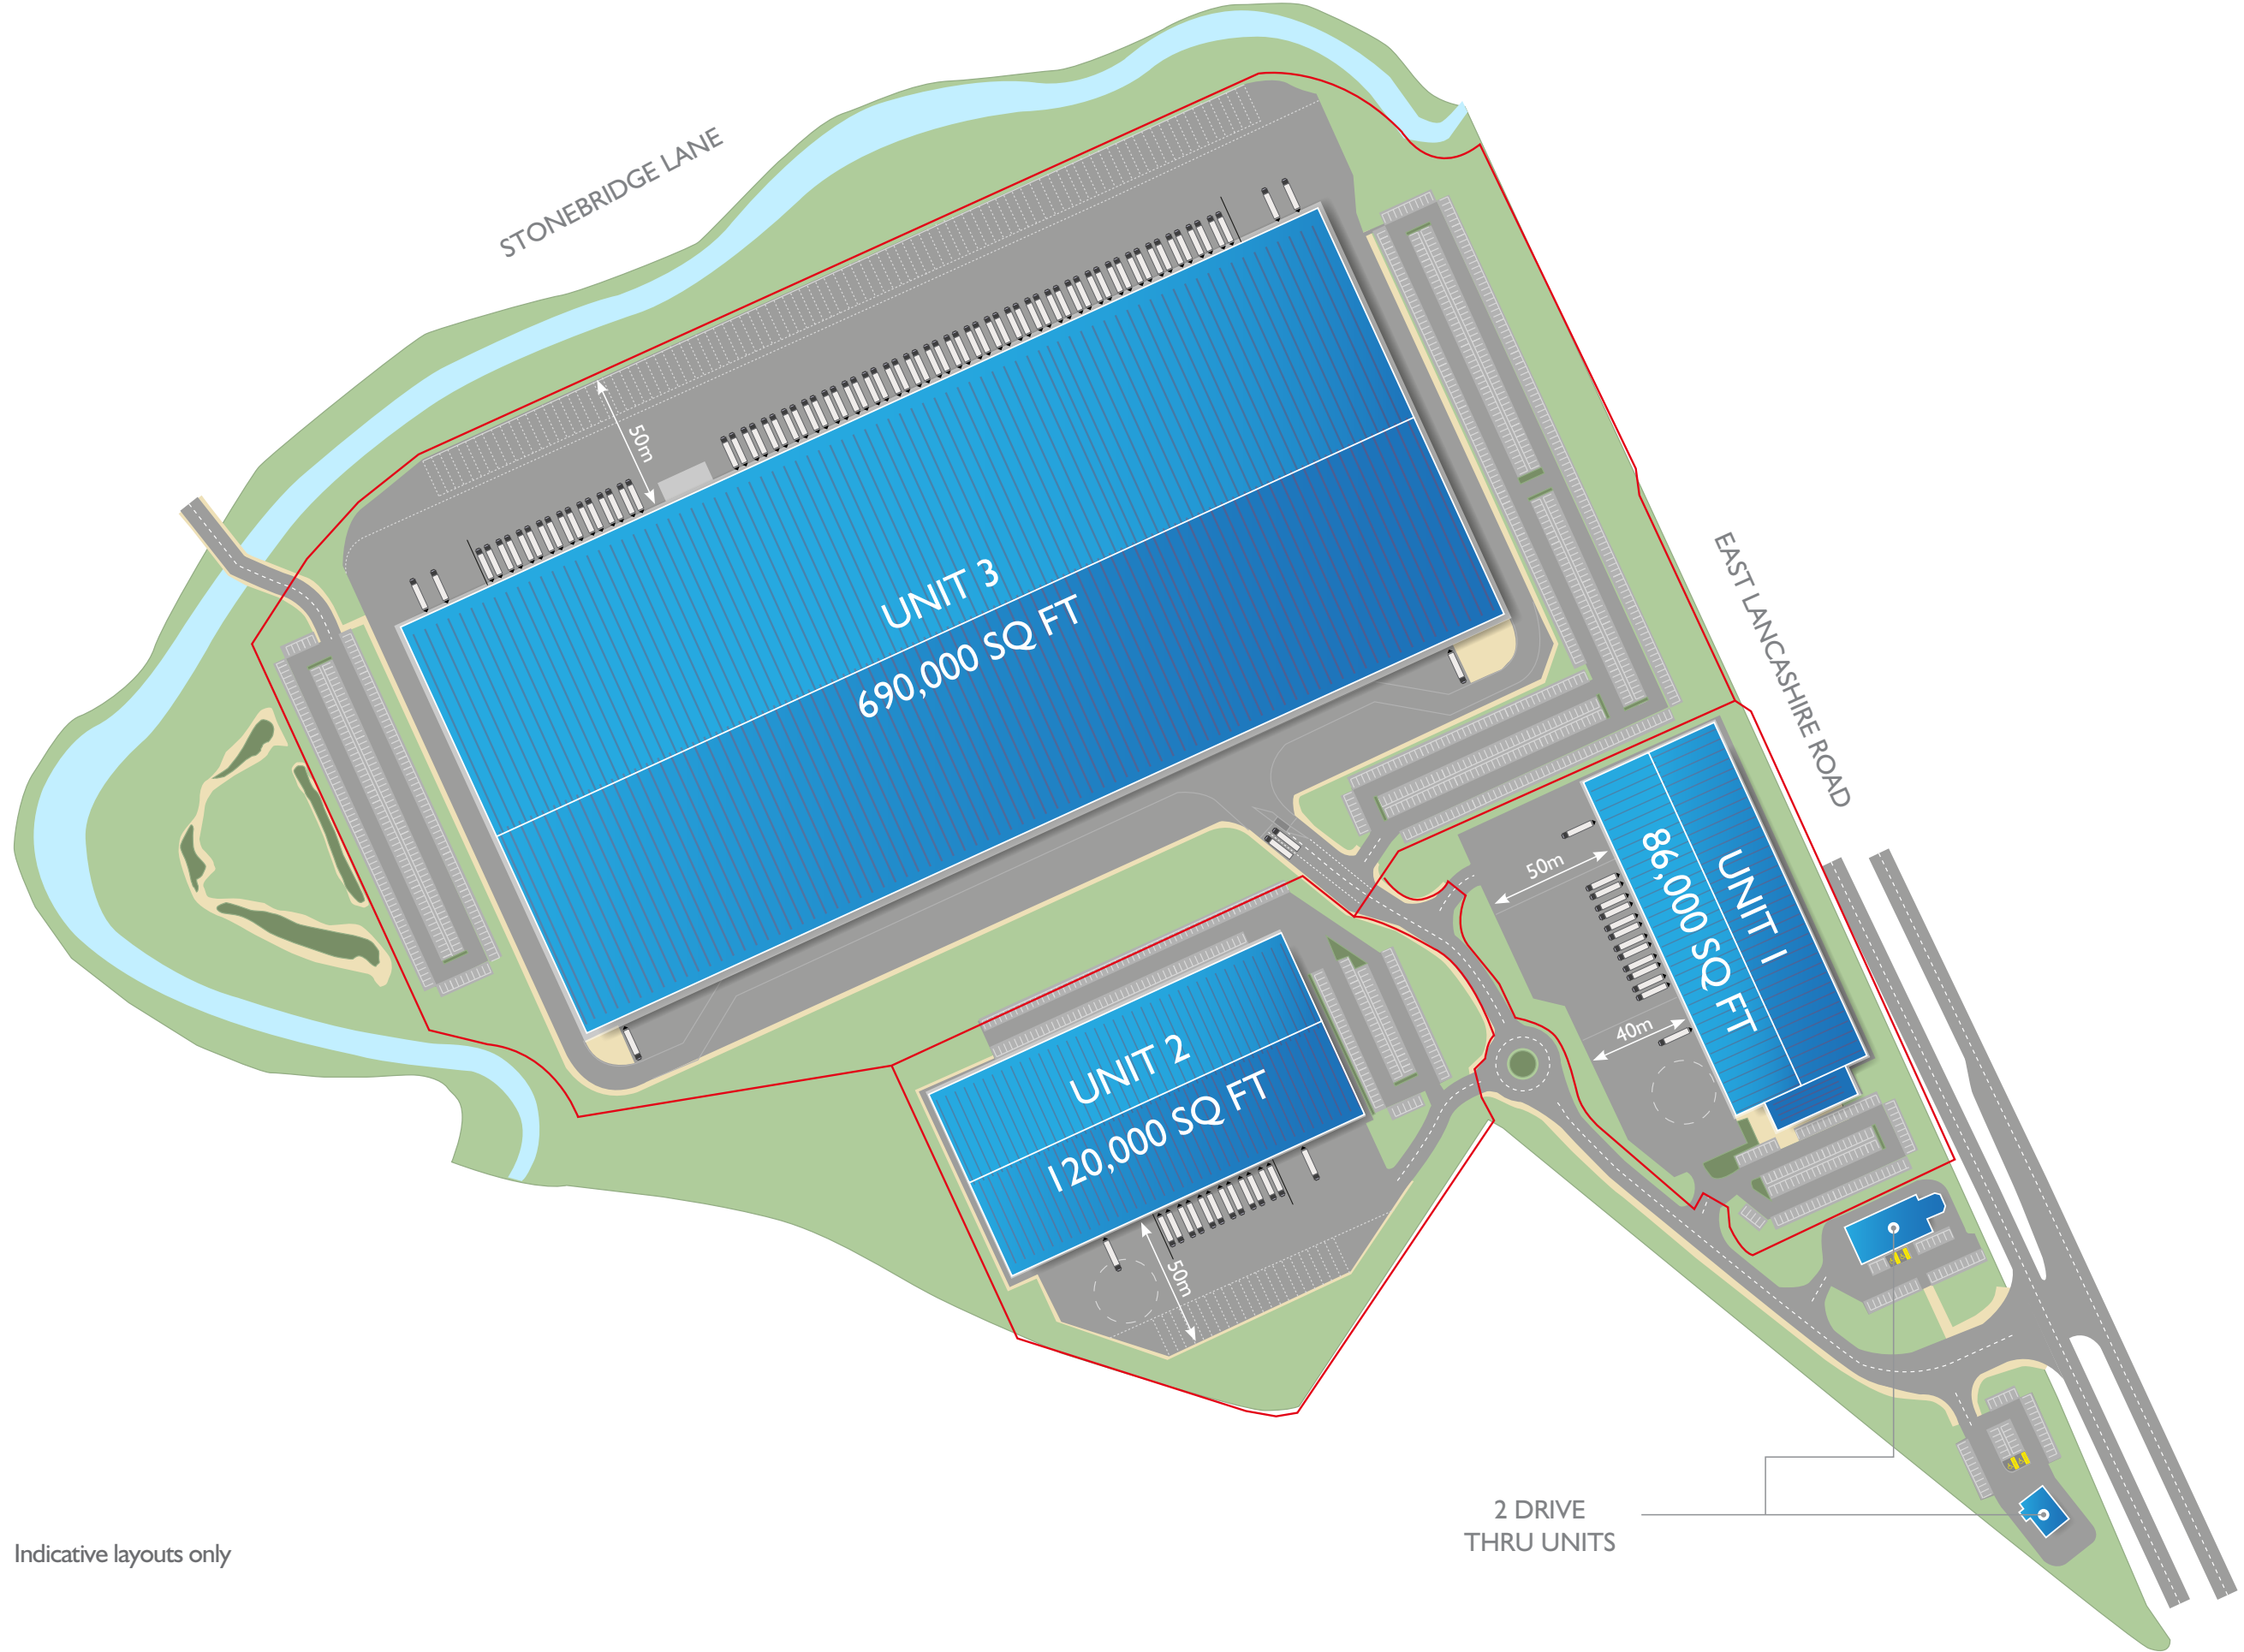 STONEBRIDGE LANE
50m
UNIT 3
690,000 SQ FT
EAST LANCASHIRE ROAD
50m
UNIT 1
86,000 SQ FT
40m
UNIT 2
120,000 SQ FT
50m
2 DRIVE
THRU UNITS
Indicative layouts only